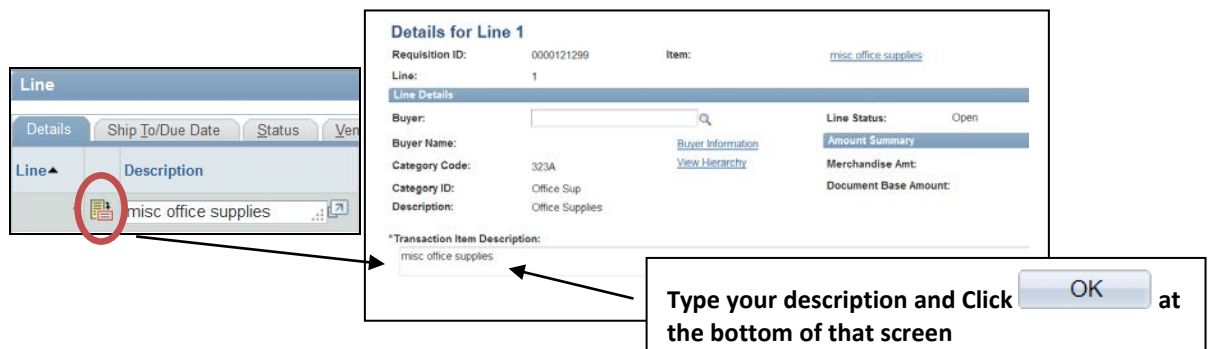 Line
Details Ship To/Due Date Status Ven
Line Description
misc office supplies
Details for Line 1
Requisition ID: 0000121299 Item: misc office supplies
Line: 1
Line Details
Buyer: Line Status: Open
Buyer Name: Buyer Information Amount Summary
Category Code: 323A View Hierarchy Merchandise Amt:
Category ID: Office Sup Document Base Amount:
Description: Office Supplies
*Transaction Item Description:
misc office supplies
Type your description and Click OK at
the bottom of that screen